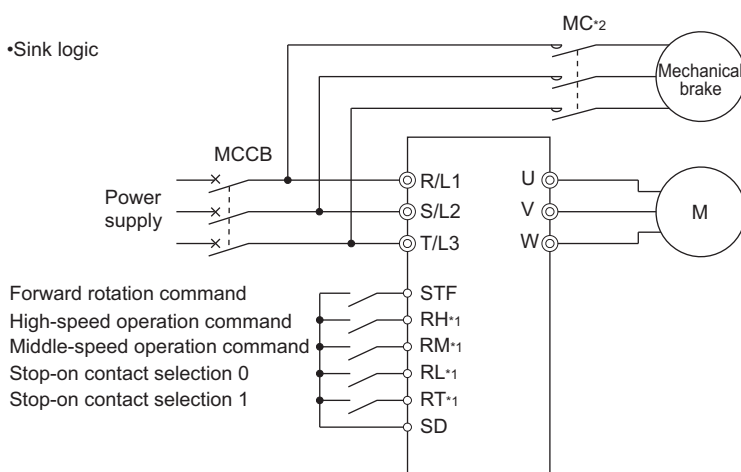 MC*2
•Sink logic
Mechanical
brake
MCCB
Power
supply
R/L1
S/L2
T/L3
U
V
W
M
Forward rotation command
STF
High-speed operation command
RH*1
Middle-speed operation command
RM*1
Stop-on contact selection 0
RL*1
Stop-on contact selection 1
RT*1
SD